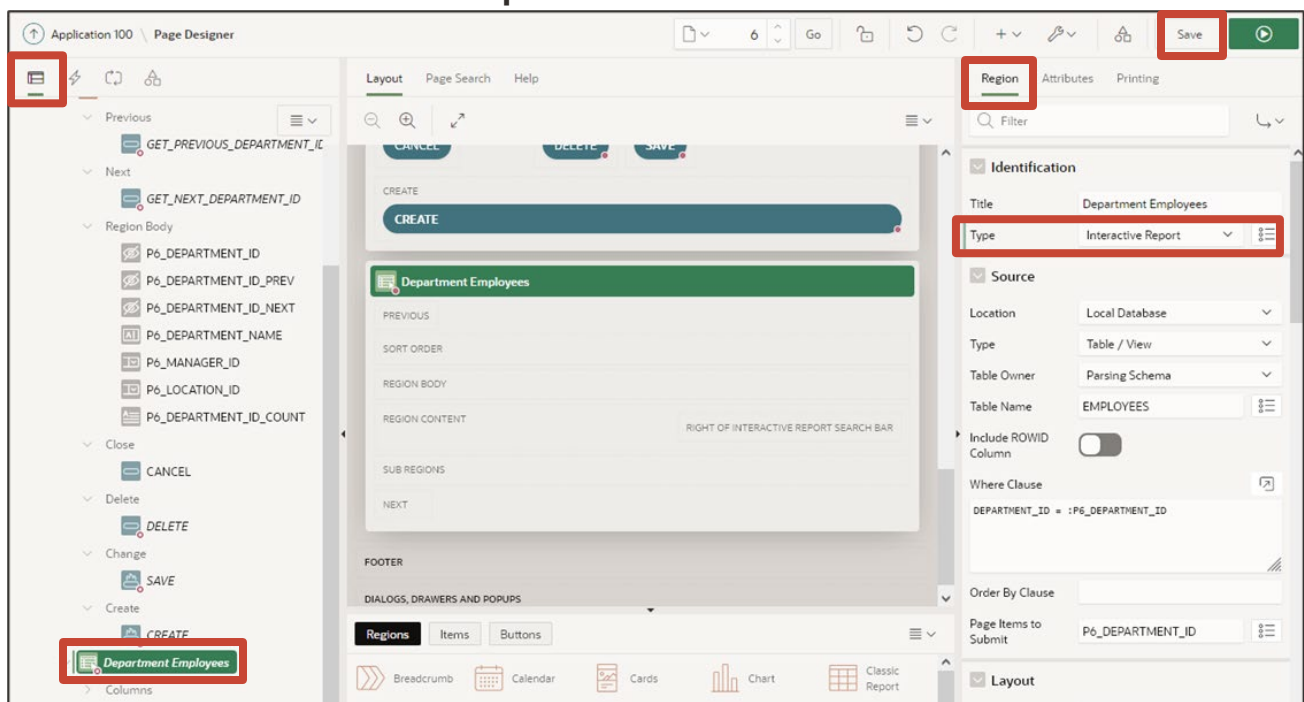 Application 100 \ Page Designer
6
Go
Save
Previous
GET_PREVIOUS_DEPARTMENT_IC
Next
GET_NEXT_DEPARTMENT_ID
Region Body
P6_DEPARTMENT_ID
P6_DEPARTMENT_ID_PREV
P6_DEPARTMENT_ID_NEXT
P6_DEPARTMENT_NAME
P6_MANAGER_ID
P6_LOCATION_ID
P6_DEPARTMENT_ID_COUNT
Close
CANCEL
Delete
DELETE
Change
SAVE
Create
CREATE
Department Employees
Columns
Layout Page Search Help
CANCEL DELETE SAVE
CREATE
CREATE
Department Employees
PREVIOUS
SORT ORDER
REGION BODY
REGION CONTENT
RIGHT OF INTERACTIVE REPORT SEARCH BAR
SUB REGIONS
NEXT
FOOTER
DIALOGS, DRAWERS AND POPUPS
Regions Items Buttons
Breadcrumb Calendar Cards Chart Classic
Report
Region Attributes Printing
Filter
Identification
Title Department Employees
Type Interactive Report
Source
Location Local Database
Type Table / View
Table Owner Parsing Schema
Table Name EMPLOYEES
Include ROWID
Column
Where Clause
DEPARTMENT_ID = :P6_DEPARTMENT_ID
Order By Clause
Page Items to
Submit P6_DEPARTMENT_ID
Layout